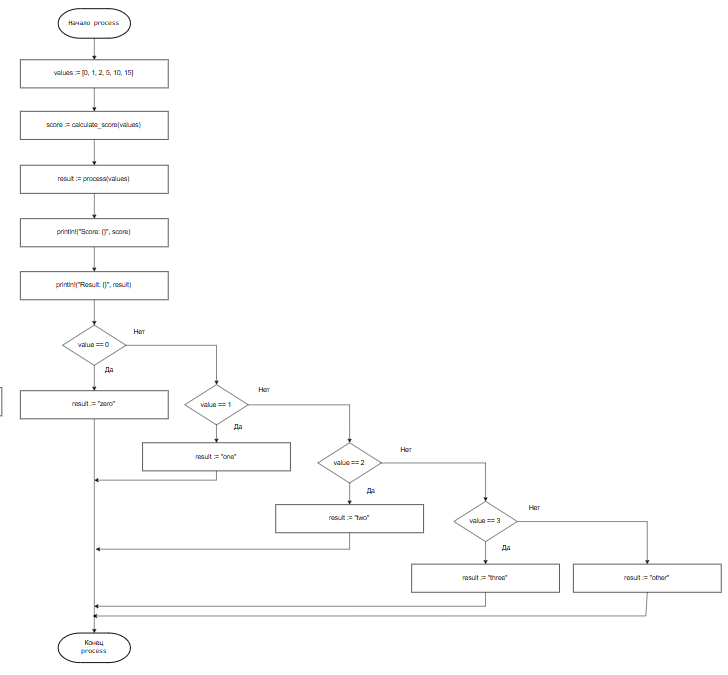 Начало process
values := [0, 1, 2, 5, 10, 15]
score := calculate_score(values)
result := process(values)
println!("Score: {}", score)
println!("Result: {}", result)
value == 0
Нет
Да
result := "zero"
value == 1
Нет
Да
result := "one"
value == 2
Нет
Да
result := "two"
value == 3
Нет
Да
result := "three"
result := "other"
Конец
process